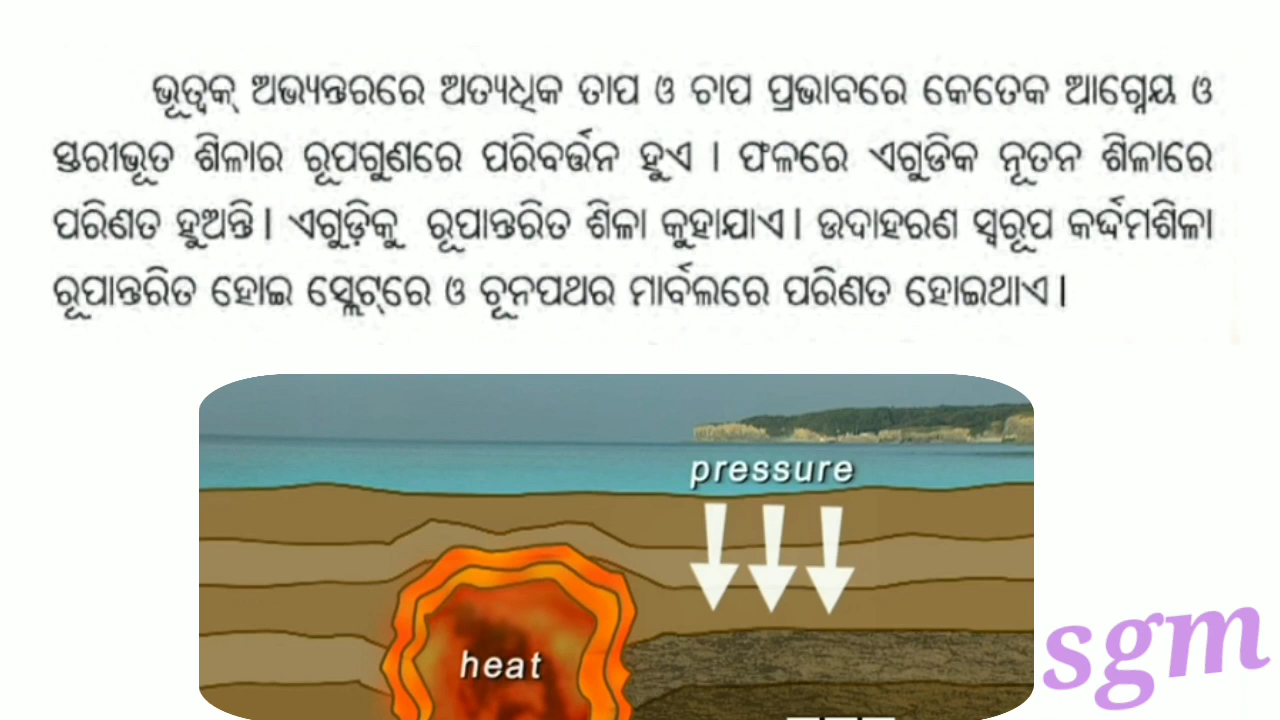 ଭୂତ୍ୱକ୍ ଅଭ୍ୟନ୍ତରରେ ଅତ୍ୟଧିକ ତାପ ଓ ଚାପ ପ୍ରଭାବରେ କେତେକ ଆଗ୍ନେୟ ଓ
ସ୍ତରୀଭୂତ ଶିଳାର ରୂପଗୁଣରେ ପରିବର୍ତ୍ତନ ହୁଏ । ଫଳରେ ଏଗୁଡିକ ନୂତନ ଶିଳାରେ
ପରିଣତ ହୁଅନ୍ତି। ଏଗୁଡ଼ିକୁ ରୂପାନ୍ତରିତ ଶିଳା କୁହାଯାଏ। ଉଦାହରଣ ସ୍ୱରୂପ କର୍ଦ୍ଦମଶିଳା
ରୂପାନ୍ତରିତ ହୋଇ ସ୍ଲେଟ୍‌ରେ ଓ ଚୂନପଥର ମାର୍ବଲରେ ପରିଣତ ହୋଇଥାଏ।
pressure
heat
sgm